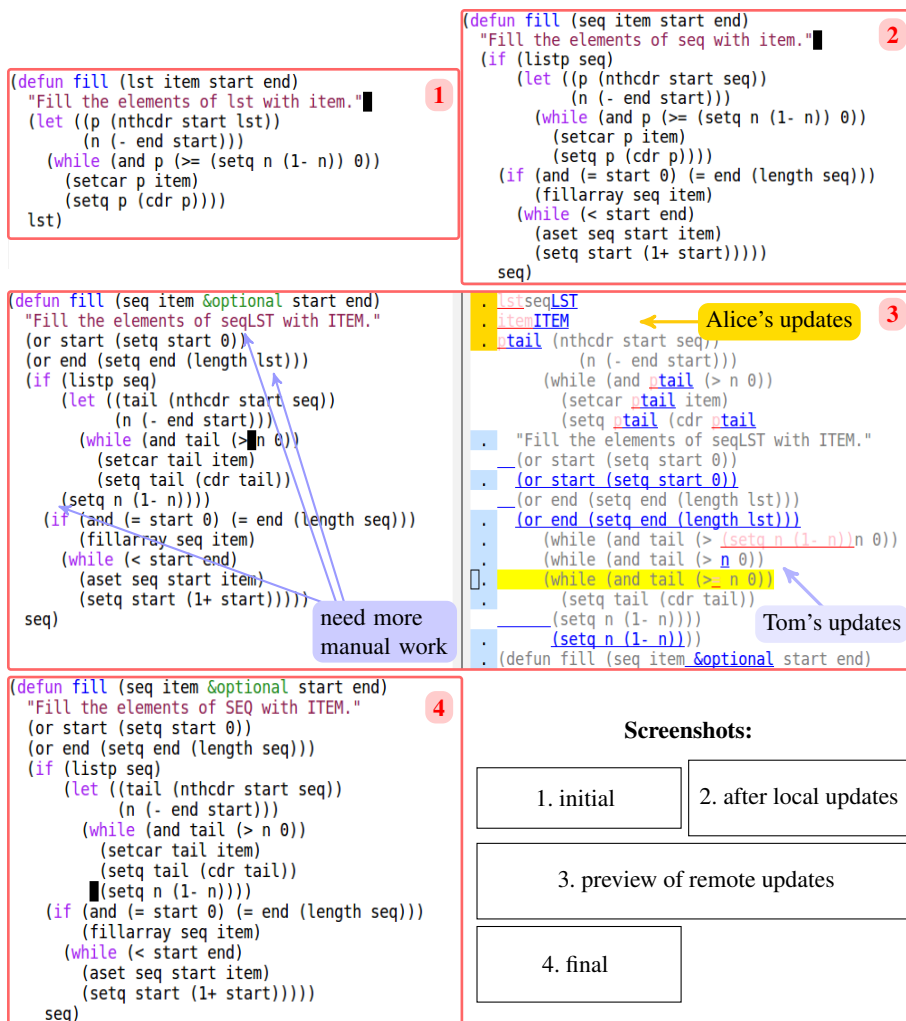 (defun fill (lst item start end)
  "Fill the elements of lst with item."
  (let ((p (nthcdr start lst))
        (n (- end start)))
    (while (and p (>= (setq n (1- n)) 0))
      (setcar p item)
      (setq p (cdr p))))
  lst)
1
(defun fill (seq item start end)
  "Fill the elements of seq with item."
  (if (listp seq)
      (let ((p (nthcdr start seq))
            (n (- end start)))
        (while (and p (>= (setq n (1- n)) 0))
          (setcar p item)
          (setq p (cdr p))))
    (if (and (= start 0) (= end (length seq)))
        (fillarray seq item)
      (while (< start end)
        (aset seq start item)
        (setq start (1+ start)))))
    seq)
2
(defun fill (seq item &optional start end)
  "Fill the elements of seqLST with ITEM."
  (or start (setq start 0))
  (or end (setq end (length lst)))
  (if (listp seq)
      (let ((tail (nthcdr start seq))
            (n (- end start)))
        (while (and tail (> n 0))
          (setcar tail item)
          (setq tail (cdr tail))
      (setq n (1- n))))
    (if (and (= start 0) (= end (length seq)))
        (fillarray seq item)
      (while (< start end)
        (aset seq start item)
        (setq start (1+ start)))))
  seq)
need more
manual work
. lstseqLST
. itemITEM
. ptail (nthcdr start seq))
(n (- end start)))
(while (and ptail (> n 0))
(setcar ptail item)
(setq ptail (cdr ptail
. "Fill the elements of seqLST with ITEM."
(or start (setq start 0))
. (or start (setq start 0))
(or end (setq end (length lst)))
. (or end (setq end (length lst)))
. (while (and tail (> (setq n (1- n))n 0))
. (while (and tail (> n 0))
. (while (and tail (>= n 0))
. (setq tail (cdr tail))
(setq n (1- n))))
. (setq n (1- n))))
. (defun fill (seq item &optional start end)
Alice's updates
3
Tom's updates
(defun fill (seq item &optional start end)
  "Fill the elements of SEQ with ITEM."
  (or start (setq start 0))
  (or end (setq end (length seq)))
  (if (listp seq)
      (let ((tail (nthcdr start seq))
            (n (- end start)))
        (while (and tail (> n 0))
          (setcar tail item)
          (setq tail (cdr tail))
          (setq n (1- n))))
    (if (and (= start 0) (= end (length seq)))
        (fillarray seq item)
      (while (< start end)
        (aset seq start item)
        (setq start (1+ start)))))
    seq)
4
Screenshots:
1. initial
2. after local updates
3. preview of remote updates
4. final